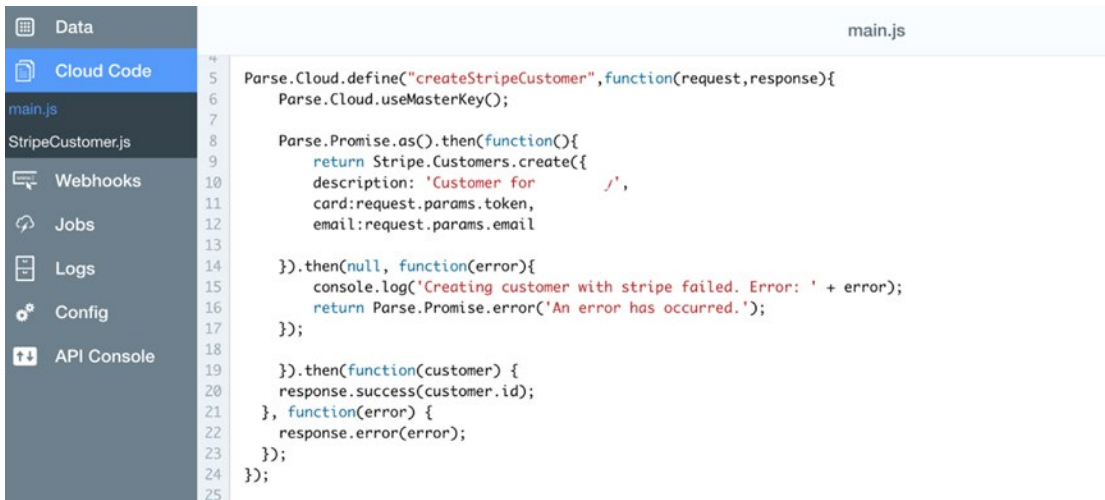 Data
Cloud Code
main.js
StripeCustomer.js
Webhooks
Jobs
Logs
Config
API Console
main.js
4
5 Parse.Cloud.define("createStripeCustomer",function(request,response){
6 Parse.Cloud.useMasterKey();
7
8 Parse.Promise.as().then(function(){
9 return Stripe.Customers.create({
10 description: 'Customer for ',
11 card:request.params.token,
12 email:request.params.email
13
14 }).then(null, function(error){
15 console.log('Creating customer with stripe failed. Error: ' + error);
16 return Parse.Promise.error('An error has occurred.');
17 });
18
19 }).then(function(customer) {
20 response.success(customer.id);
21 }, function(error) {
22 response.error(error);
23 });
24 });
25